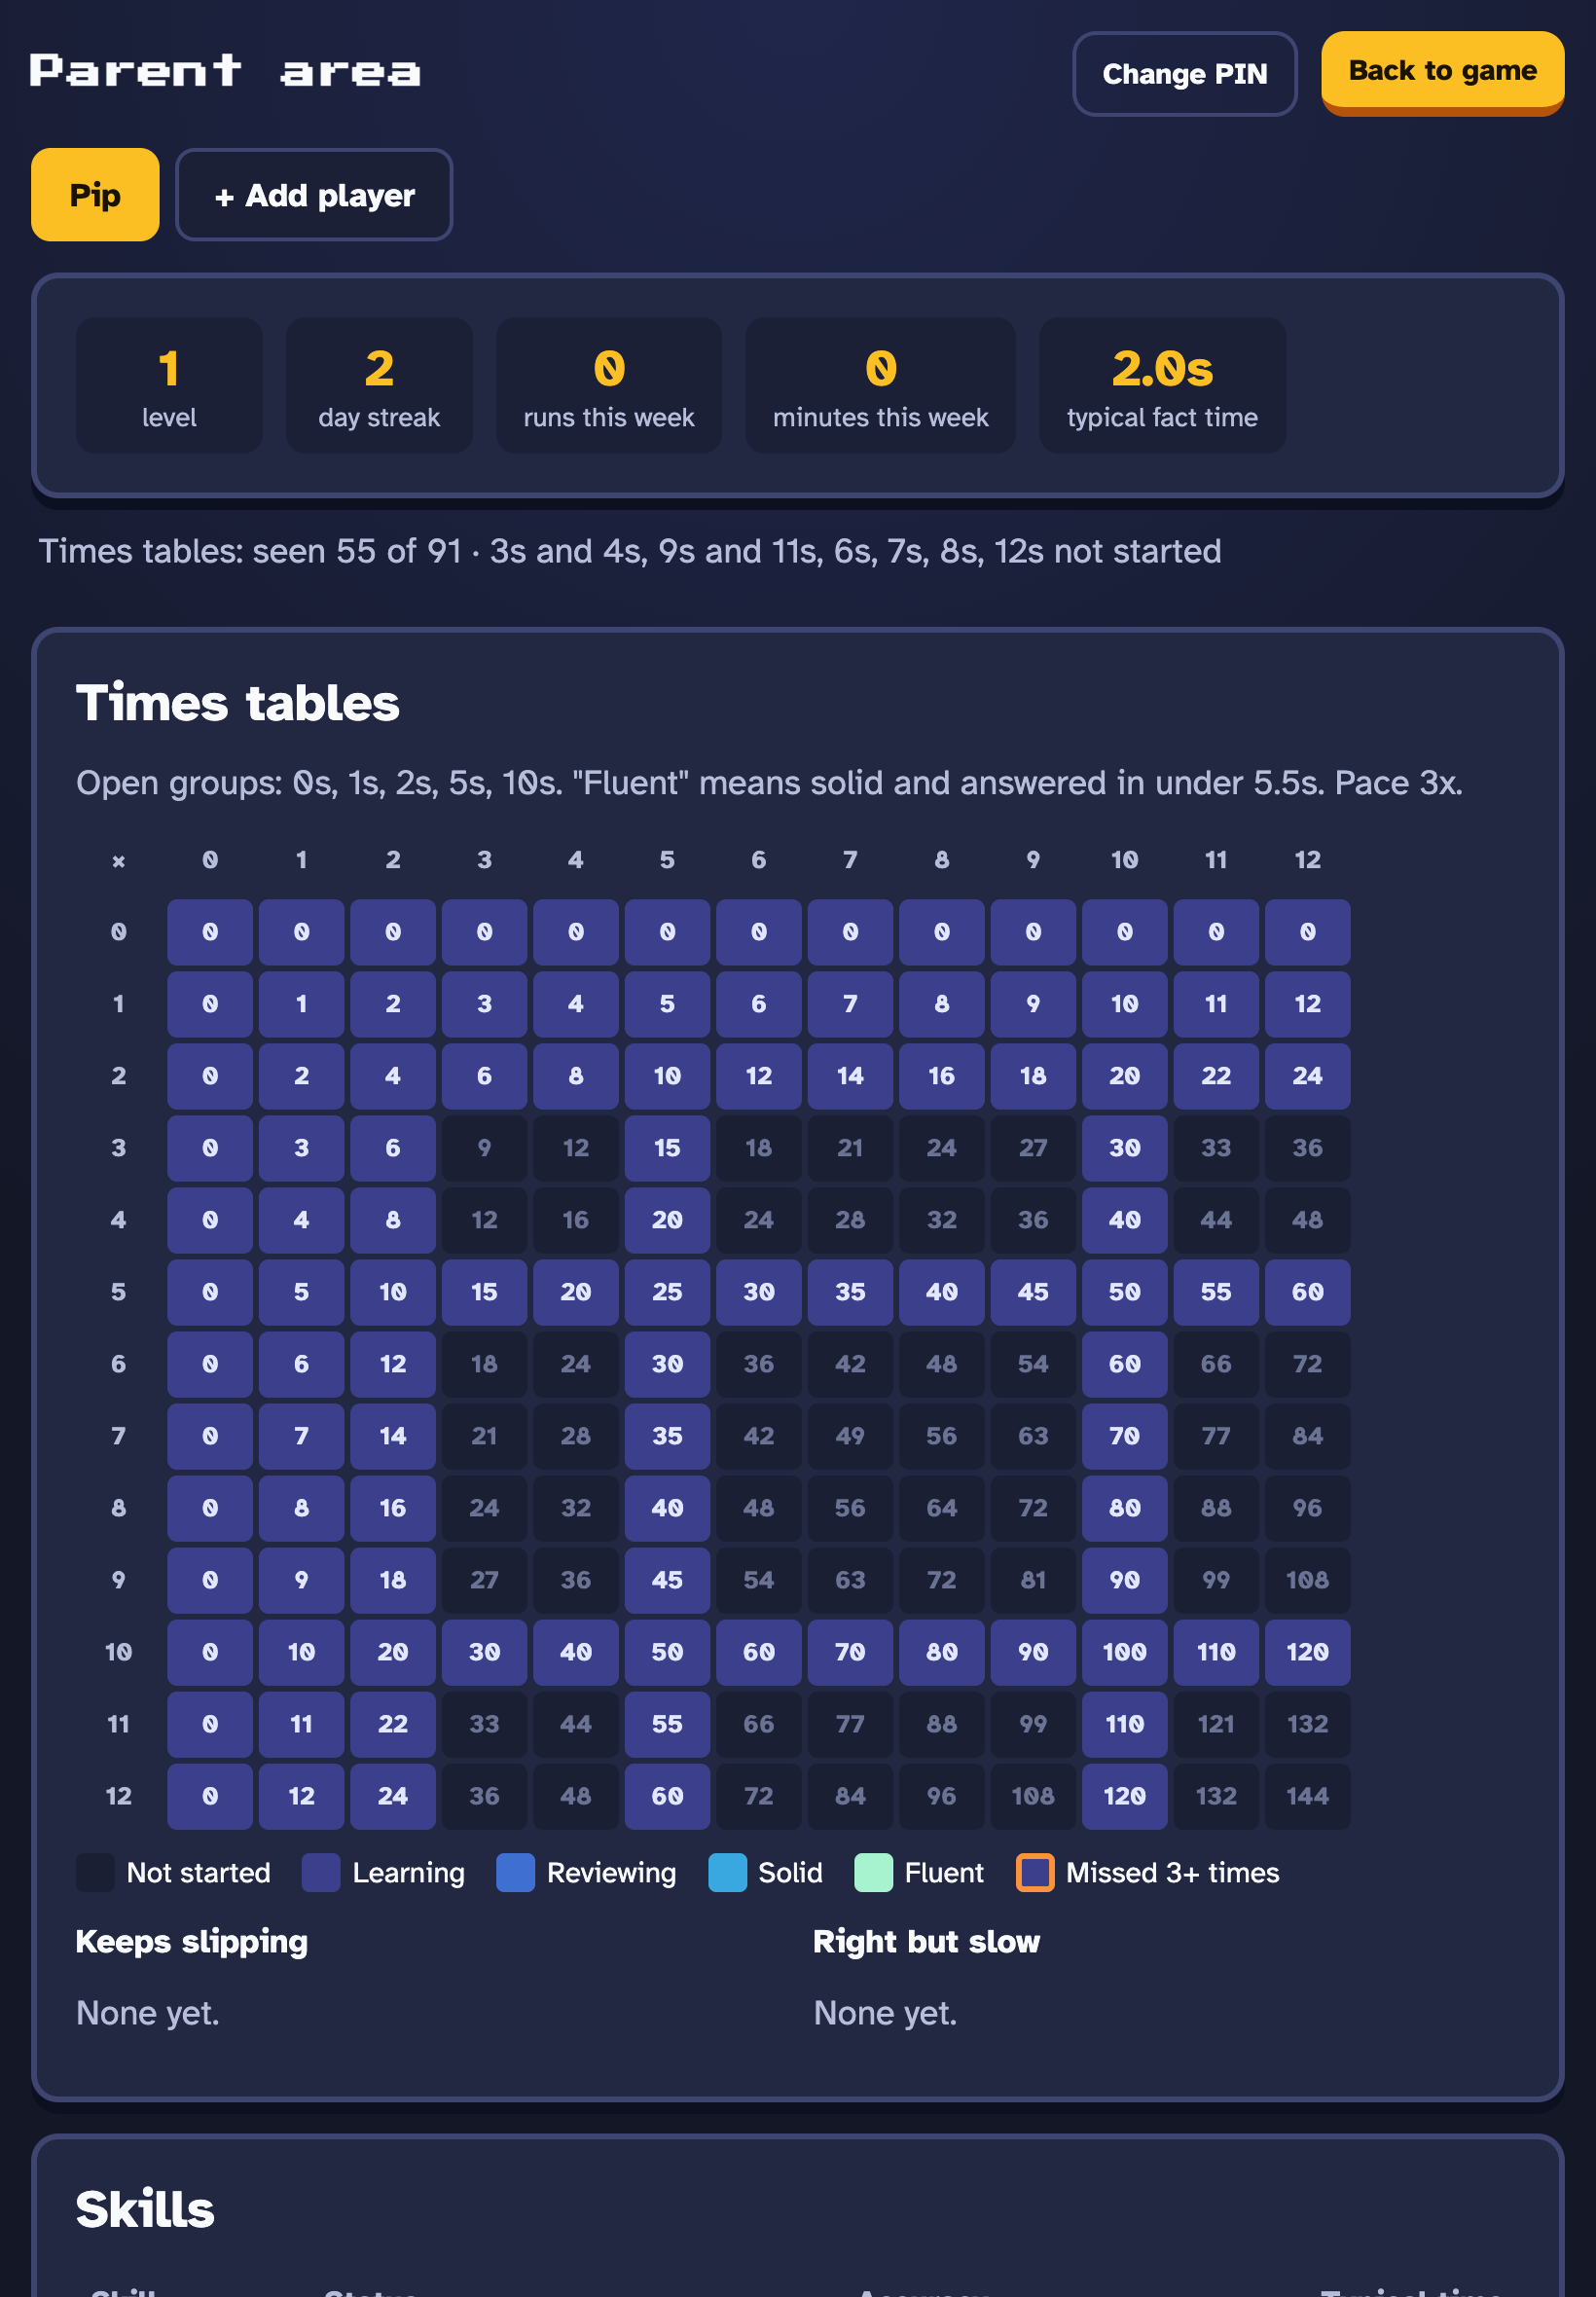 Parent area
Change PIN
Back to game
Pip
+ Add player
1
level
2
day streak
0
runs this week
0
minutes this week
2.0s
typical fact time
Times tables: seen 55 of 91 · 3s and 4s, 9s and 11s, 6s, 7s, 8s, 12s not started
Times tables
Open groups: 0s, 1s, 2s, 5s, 10s. "Fluent" means solid and answered in under 5.5s. Pace 3x.
× 0 1 2 3 4 5 6 7 8 9 10 11 12
0 0 0 0 0 0 0 0 0 0 0 0 0 0
1 0 1 2 3 4 5 6 7 8 9 10 11 12
2 0 2 4 6 8 10 12 14 16 18 20 22 24
3 0 3 6 9 12 15 18 21 24 27 30 33 36
4 0 4 8 12 16 20 24 28 32 36 40 44 48
5 0 5 10 15 20 25 30 35 40 45 50 55 60
6 0 6 12 18 24 30 36 42 48 54 60 66 72
7 0 7 14 21 28 35 42 49 56 63 70 77 84
8 0 8 16 24 32 40 48 56 64 72 80 88 96
9 0 9 18 27 36 45 54 63 72 81 90 99 108
10 0 10 20 30 40 50 60 70 80 90 100 110 120
11 0 11 22 33 44 55 66 77 88 99 110 121 132
12 0 12 24 36 48 60 72 84 96 108 120 132 144
Not started Learning Reviewing Solid Fluent Missed 3+ times
Keeps slipping
None yet.
Right but slow
None yet.
Skills
Skill Status Accuracy Typical time